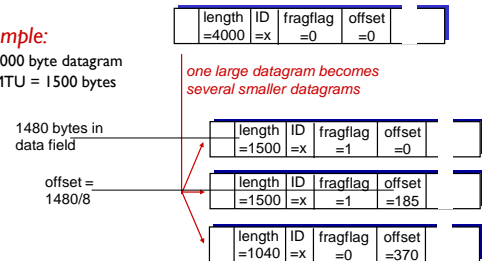 length ID fragflag offset
=4000 =x =0 =0
mple:
000 byte datagram
MTU = 1500 bytes
one large datagram becomes
several smaller datagrams
1480 bytes in
data field
length ID fragflag offset
=1500 =x =1 =0
offset =
1480/8
length ID fragflag offset
=1500 =x =1 =185
length ID fragflag offset
=1040 =x =0 =370